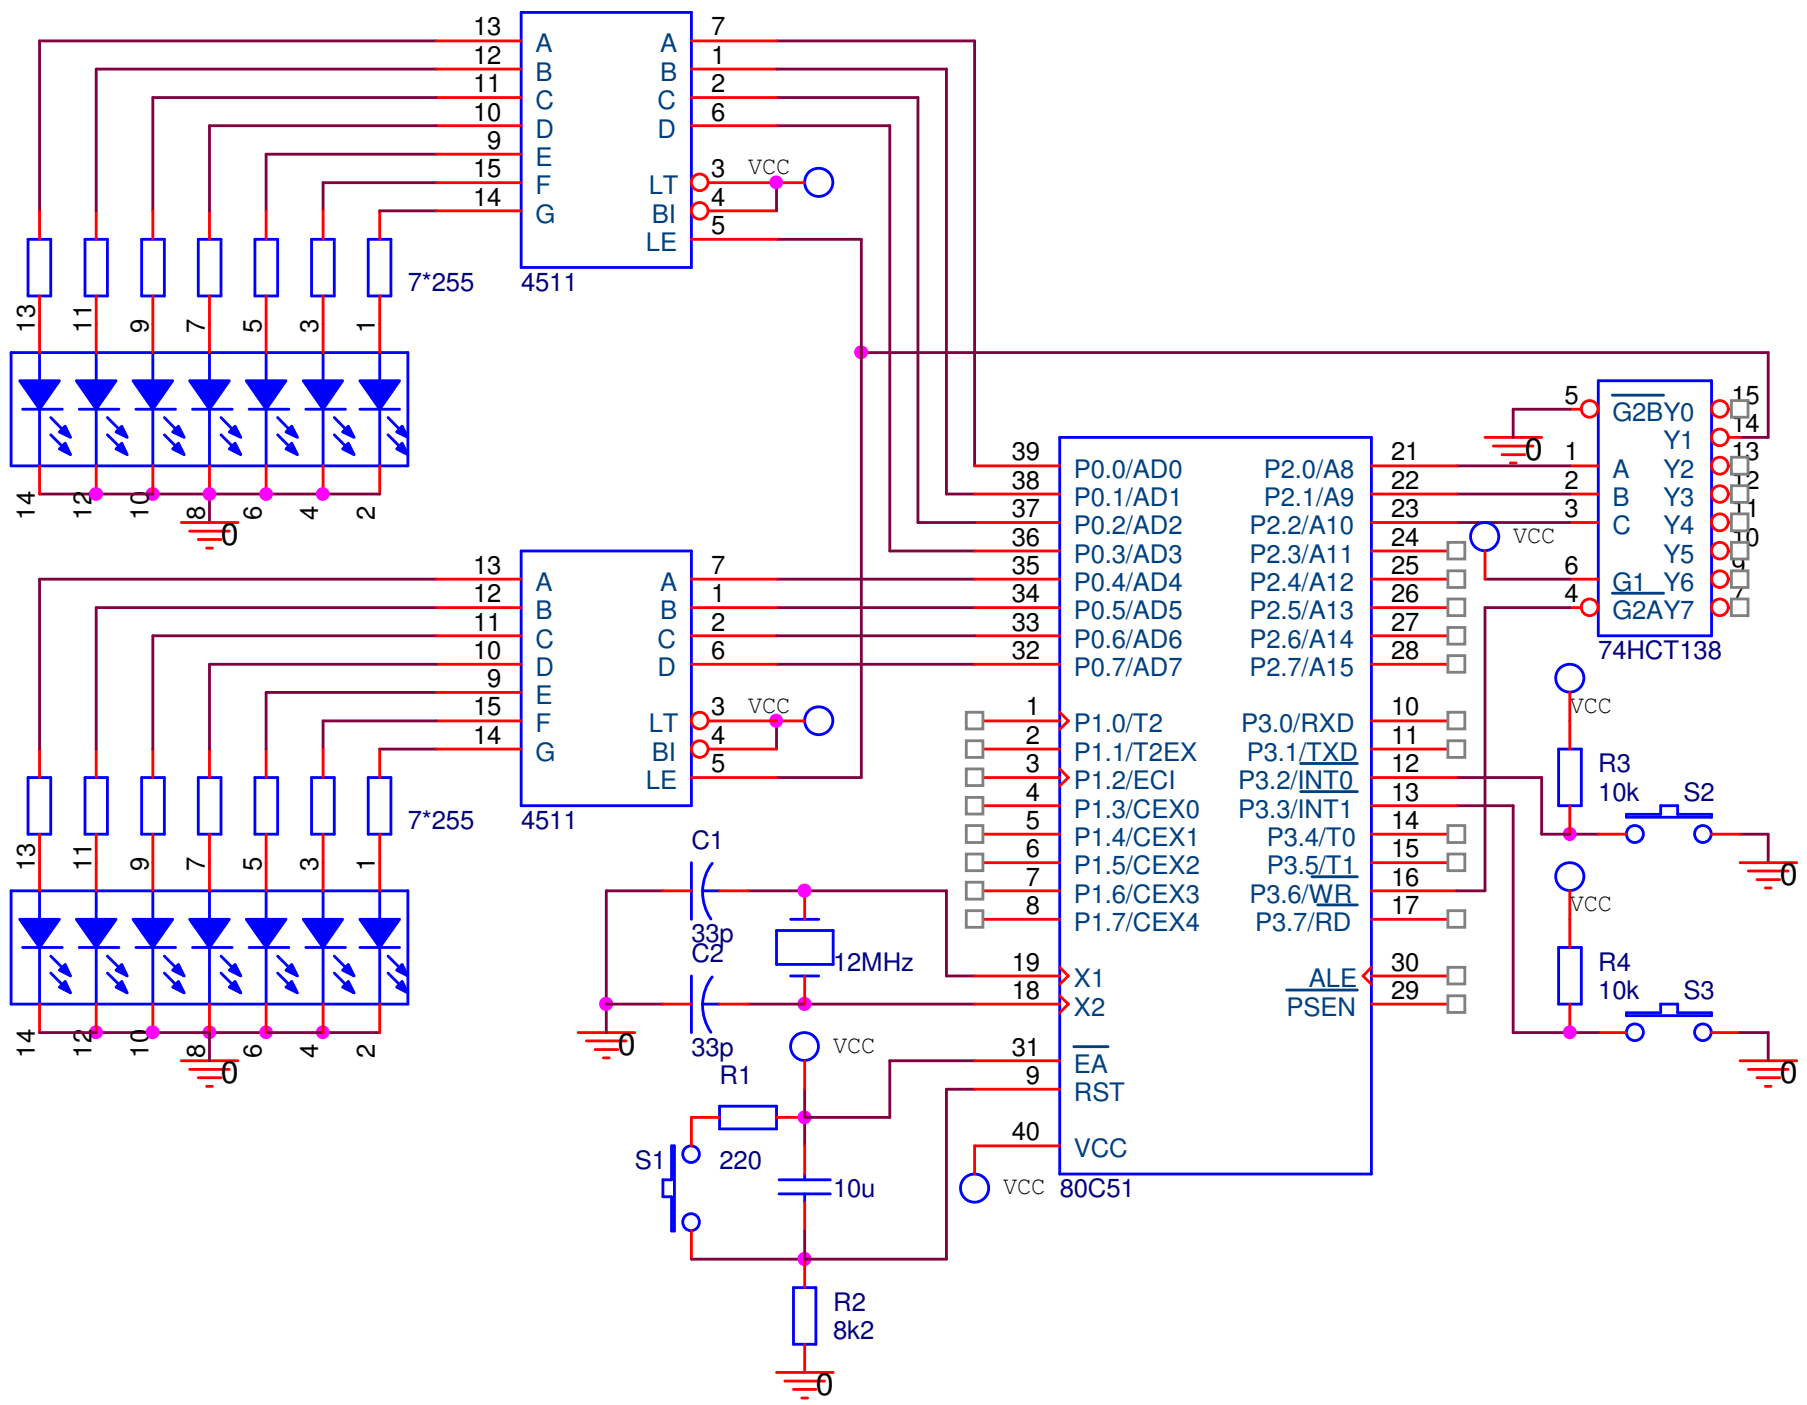 13 A A 7
12 B B 1
11 C C 2
10 D D 6
9 E
15 F LT 3 VCC
14 G BI 4
LE 5
7*255 4511
13 11 9 7 5 3 1
14 12 10 8 6 4 2
0
13 A A 7
12 B B 1
11 C C 2
10 D D 6
9 E
15 F LT 3 VCC
14 G BI 4
LE 5
7*255 4511
13 11 9 7 5 3 1
14 12 10 8 6 4 2
0
39 P0.0/AD0 P2.0/A8 21
38 P0.1/AD1 P2.1/A9 22
37 P0.2/AD2 P2.2/A10 23
36 P0.3/AD3 P2.3/A11 24
35 P0.4/AD4 P2.4/A12 25
34 P0.5/AD5 P2.5/A13 26
33 P0.6/AD6 P2.6/A14 27
32 P0.7/AD7 P2.7/A15 28
1 P1.0/T2 P3.0/RXD 10
2 P1.1/T2EX P3.1/TXD 11
3 P1.2/ECI P3.2/INT0 12
4 P1.3/CEX0 P3.3/INT1 13
5 P1.4/CEX1 P3.4/T0 14
6 P1.5/CEX2 P3.5/T1 15
7 P1.6/CEX3 P3.6/WR 16
8 P1.7/CEX4 P3.7/RD 17
19 X1 ALE 30
18 X2 PSEN 29
31 EA
9 RST
40 VCC
VCC 80C51
5 G2B Y0 15
0 Y1 14
1 A Y2 13
2 B Y3 12
3 C Y4 11
VCC Y5 10
6 G1 Y6 9
4 G2A Y7 7
74HCT138
VCC
R3
10k
S2
0
VCC
R4
10k
S3
0
C1
33p
C2
33p
12MHz
0
VCC
R1
220
S1
10u
R2
8k2
0